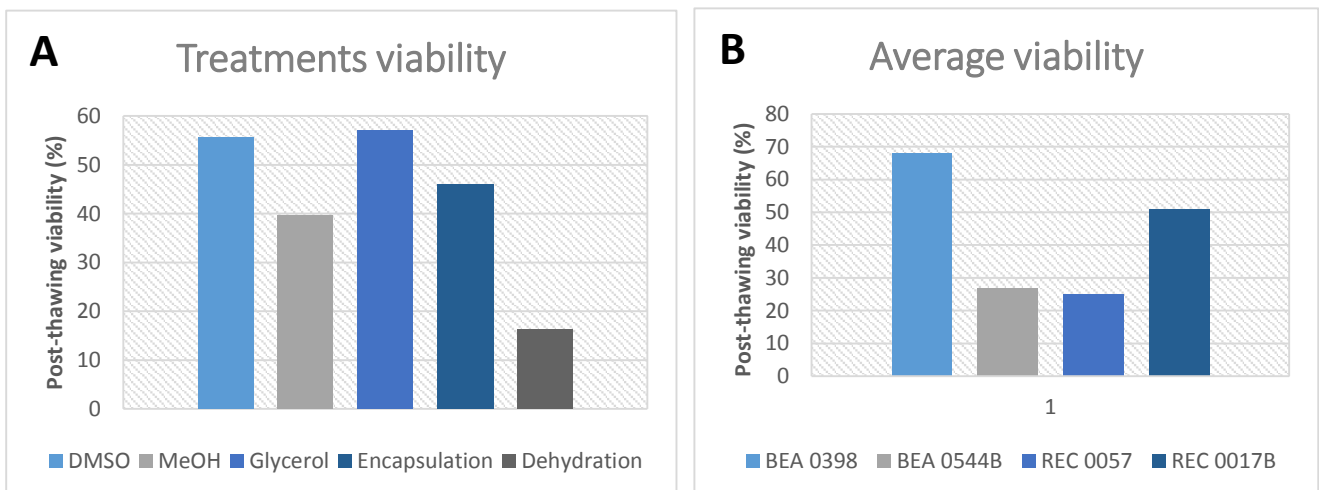 A
Treatments viability
Post-thawing viability (%)
60
50
40
30
20
10
0
DMSO MeOH Glycerol Encapsulation Dehydration
B
Average viability
Post-thawing viability (%)
80
70
60
50
40
30
20
10
0
1
BEA 0398 BEA 0544B REC 0057 REC 0017B